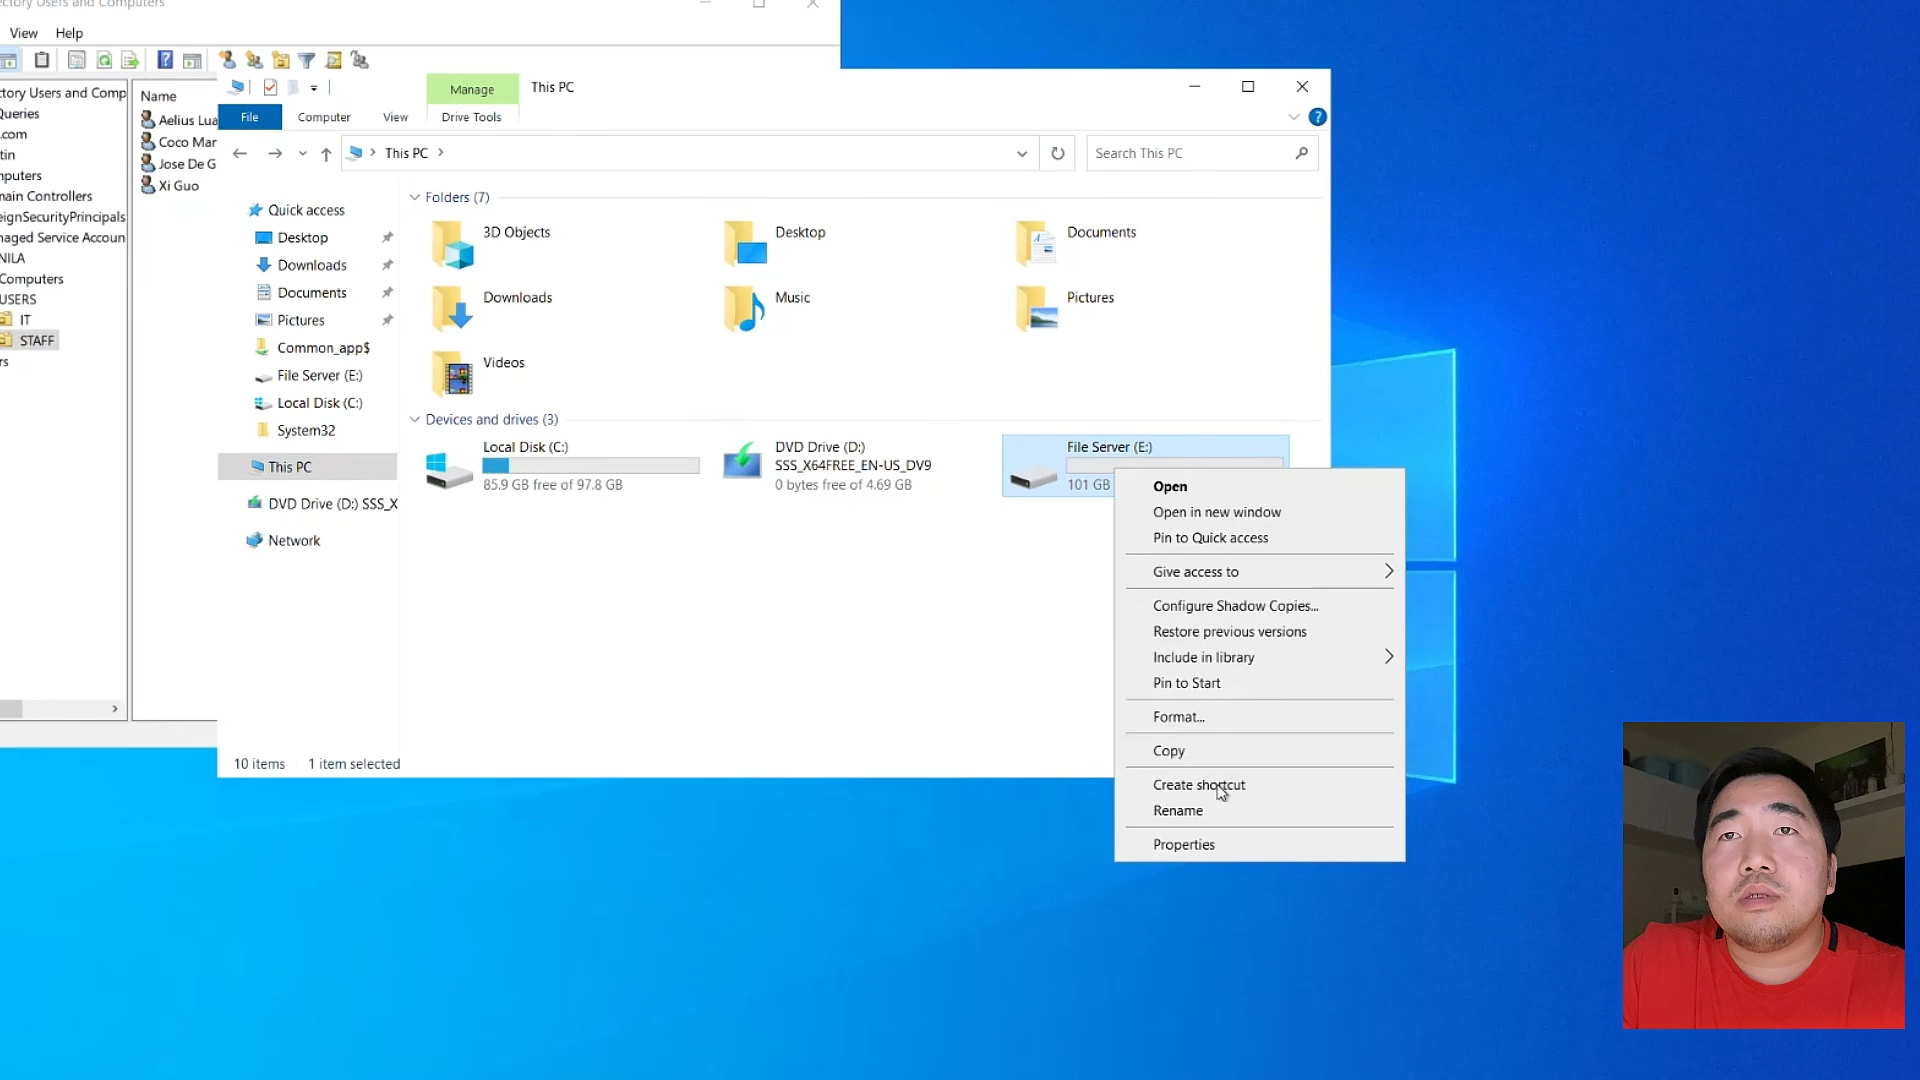 ectory Users and Computers
View Help
ctory Users and Comp
Queries
.com
tin
mputers
main Controllers
eignSecurityPrincipals
naged Service Accoun
NILA
Computers
USERS
IT
STAFF
rs
Name
Aelius Lua
Coco Mar
Jose De G
Xi Guo
Manage
This PC
File
Computer
View
Drive Tools
This PC
Search This PC
Quick access
Desktop
Downloads
Documents
Pictures
Common_app$
File Server (E:)
Local Disk (C:)
System32
This PC
DVD Drive (D:) SSS_X
Network
Folders (7)
3D Objects
Desktop
Documents
Downloads
Music
Pictures
Videos
Devices and drives (3)
Local Disk (C:)
85.9 GB free of 97.8 GB
DVD Drive (D:)
SSS_X64FREE_EN-US_DV9
0 bytes free of 4.69 GB
File Server (E:)
101 GB
Open
Open in new window
Pin to Quick access
Give access to
Configure Shadow Copies...
Restore previous versions
Include in library
Pin to Start
Format...
Copy
Create shortcut
Rename
Properties
10 items 1 item selected